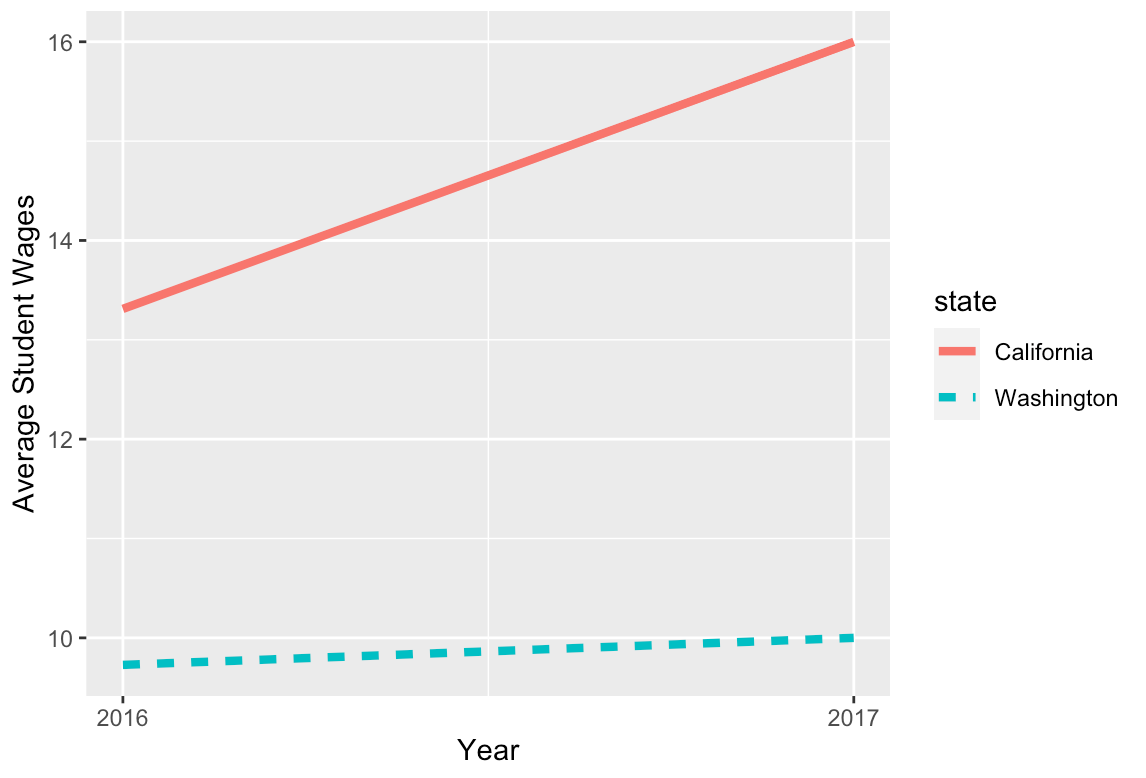 Average Student Wages
16
14
12
10
2016
2017
Year
state
California
Washington